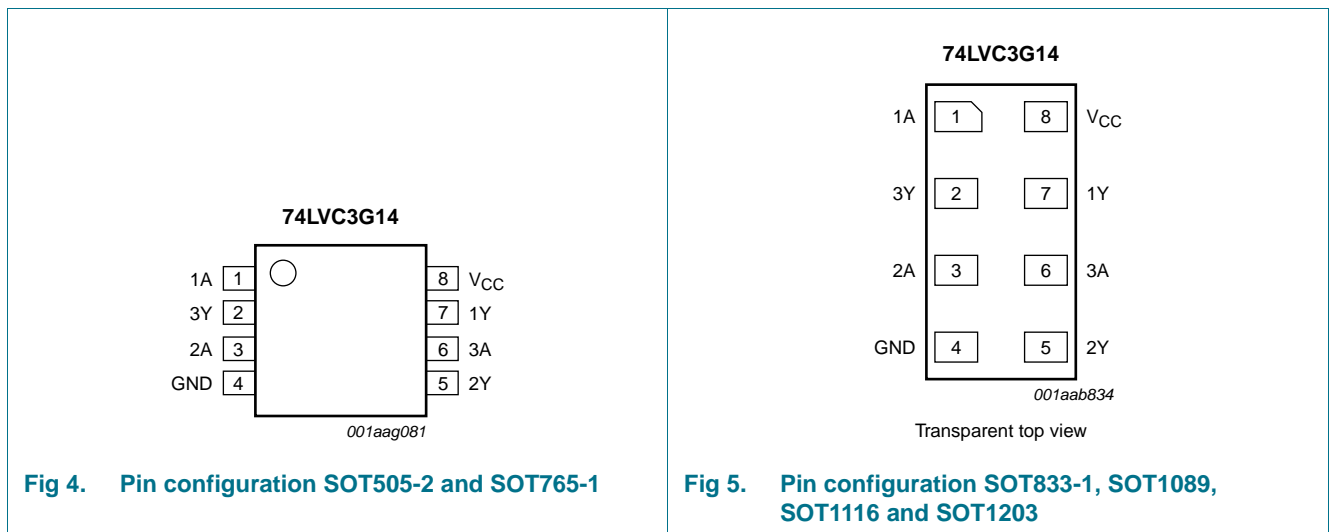 74LVC3G14
1A 1 8 VCC
3Y 2 7 1Y
2A 3 6 3A
GND 4 5 2Y
001aag081
Fig 4. Pin configuration SOT505-2 and SOT765-1
74LVC3G14
1A 1 8 VCC
3Y 2 7 1Y
2A 3 6 3A
GND 4 5 2Y
001aab834
Transparent top view
Fig 5. Pin configuration SOT833-1, SOT1089,
SOT1116 and SOT1203